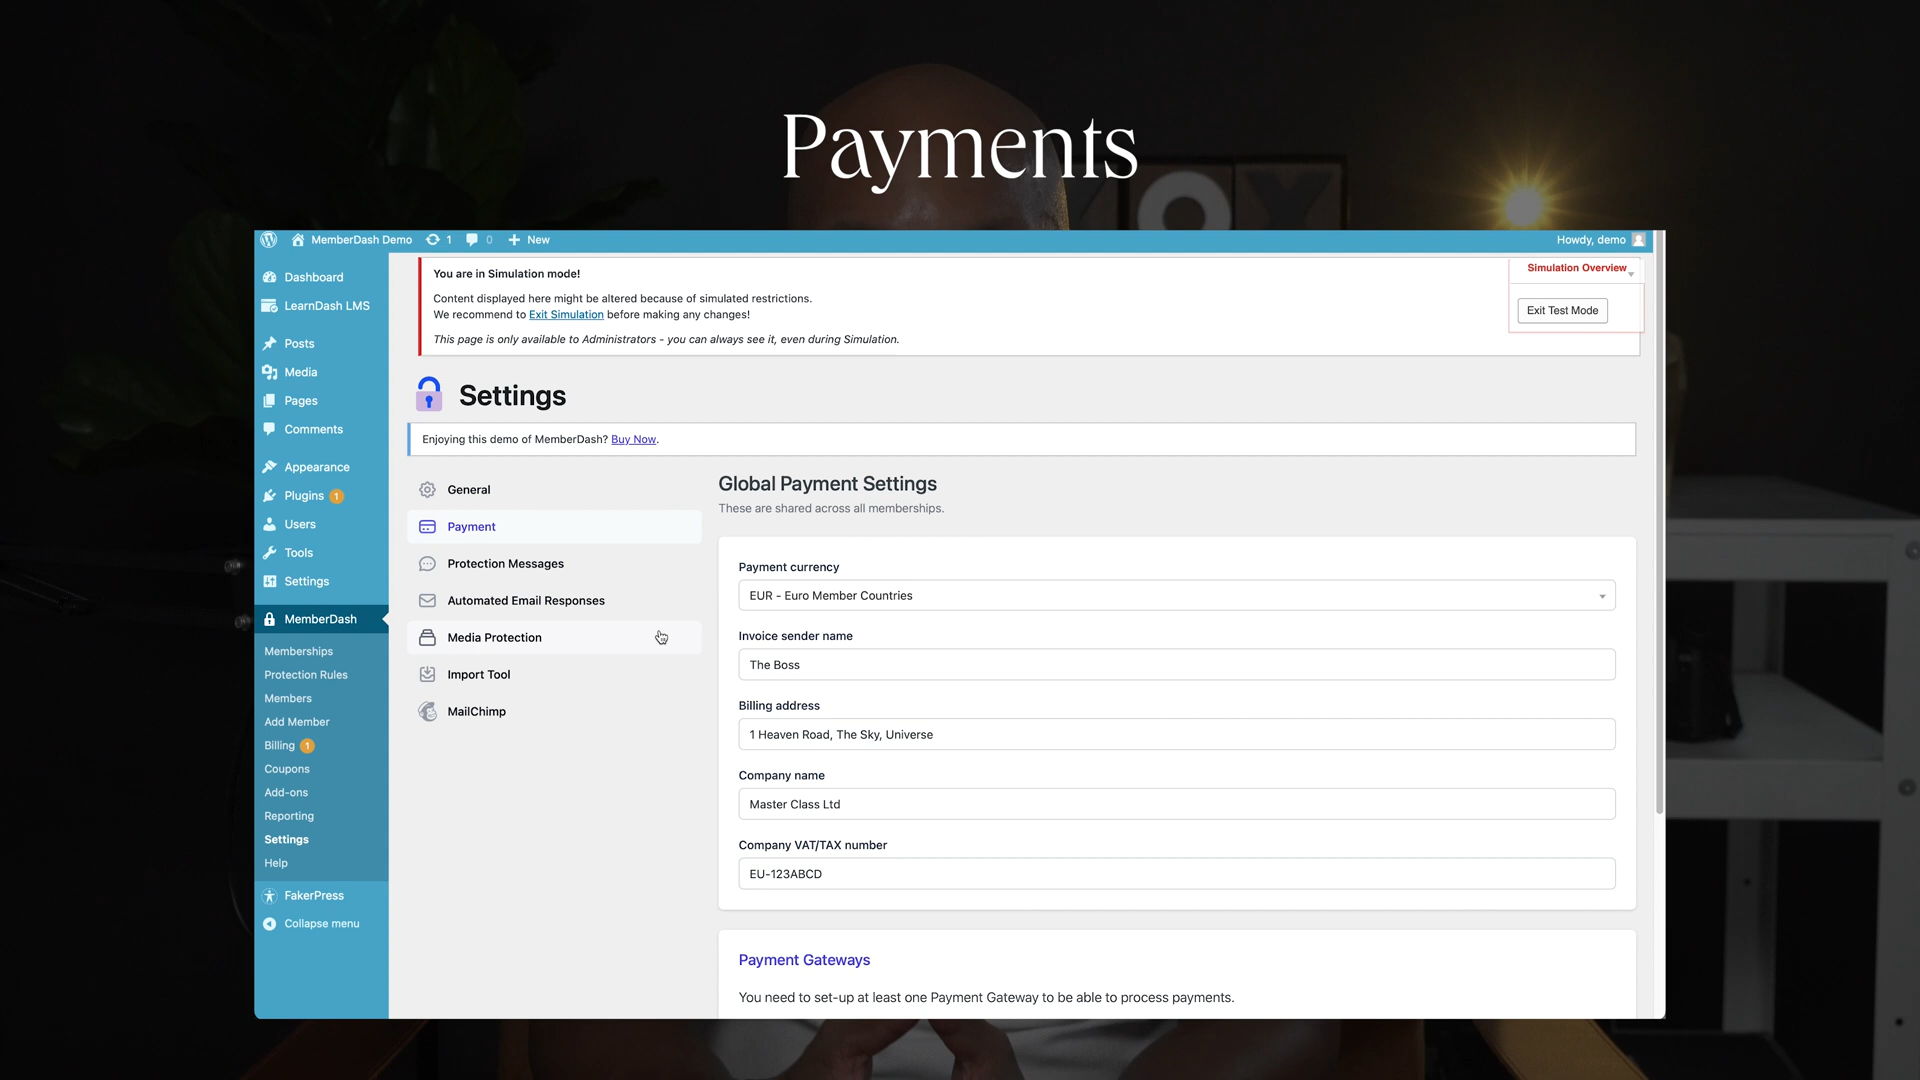 Payments
MemberDash Demo 1 0 New Howdy, demo
Dashboard
LearnDash LMS
Posts
Media
Pages
Comments
Appearance
Plugins 1
Users
Tools
Settings
MemberDash
Memberships
Protection Rules
Members
Add Member
Billing 1
Coupons
Add-ons
Reporting
Settings
Help
FakerPress
Collapse menu
You are in Simulation mode!
Content displayed here might be altered because of simulated restrictions.
We recommend to Exit Simulation before making any changes!
This page is only available to Administrators - you can always see it, even during Simulation.
Simulation Overview
Exit Test Mode
Settings
Enjoying this demo of MemberDash? Buy Now.
General
Payment
Protection Messages
Automated Email Responses
Media Protection
Import Tool
MailChimp
Global Payment Settings
These are shared across all memberships.
Payment currency
EUR - Euro Member Countries
Invoice sender name
The Boss
Billing address
1 Heaven Road, The Sky, Universe
Company name
Master Class Ltd
Company VAT/TAX number
EU-123ABCD
Payment Gateways
You need to set-up at least one Payment Gateway to be able to process payments.